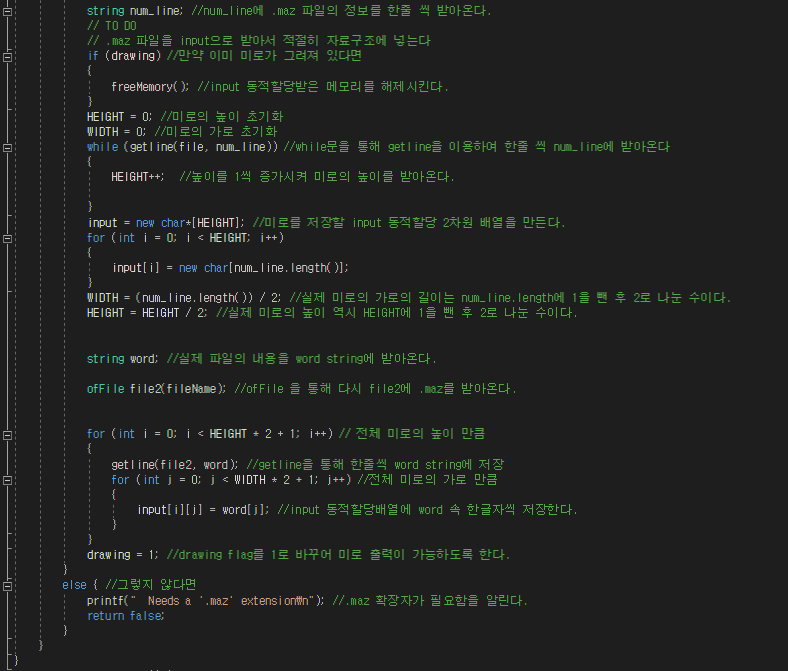 string num_line; //num_line에 .maz 파일의 정보를 한줄 씩 받아온다.
// TO DO
// .maz 파일을 input으로 받아서 적절히 자료구조에 넣는다
if (drawing) //만약 이미 미로가 그려져 있다면
{
freeMemory(); //input 동적할당받은 메모리를 해제시킨다.
}
HEIGHT = 0; //미로의 높이 초기화
WIDTH = 0; //미로의 가로 초기화
while (getline(file, num_line)) //while문을 통해 getline을 이용하여 한줄 씩 num_line에 받아온다
{
HEIGHT++; //높이를 1씩 증가시켜 미로의 높이를 받아온다.
}
input = new char*[HEIGHT]; //미로를 저장할 input 동적할당 2차원 배열을 만든다.
for (int i = 0; i < HEIGHT; i++)
{
input[i] = new char[num_line.length()];
}
WIDTH = (num_line.length()) / 2; //실제 미로의 가로의 길이는 num_line.length에 1을 뺀 후 2로 나눈 수이다.
HEIGHT = HEIGHT / 2; //실제 미로의 높이 역시 HEIGHT에 1을 뺀 후 2로 나눈 수이다.
string word; //실제 파일의 내용을 word string에 받아온다.
ofFile file2(fileName); //ofFile 을 통해 다시 file2에 .maz를 받아온다.
for (int i = 0; i < HEIGHT * 2 + 1; i++) // 전체 미로의 높이 만큼
{
getline(file2, word); //getline을 통해 한줄씩 word string에 저장
for (int j = 0; j < WIDTH * 2 + 1; j++) //전체 미로의 가로 만큼
{
input[i][j] = word[j]; //input 동적할당배열에 word 속 한글자씩 저장한다.
}
}
drawing = 1; //drawing flag를 1로 바꾸어 미로 출력이 가능하도록 한다.
}
else { //그렇지 않다면
printf("  Needs a '.maz' extension₩n"); //.maz 확장자가 필요함을 알린다.
return false;
}
}
}